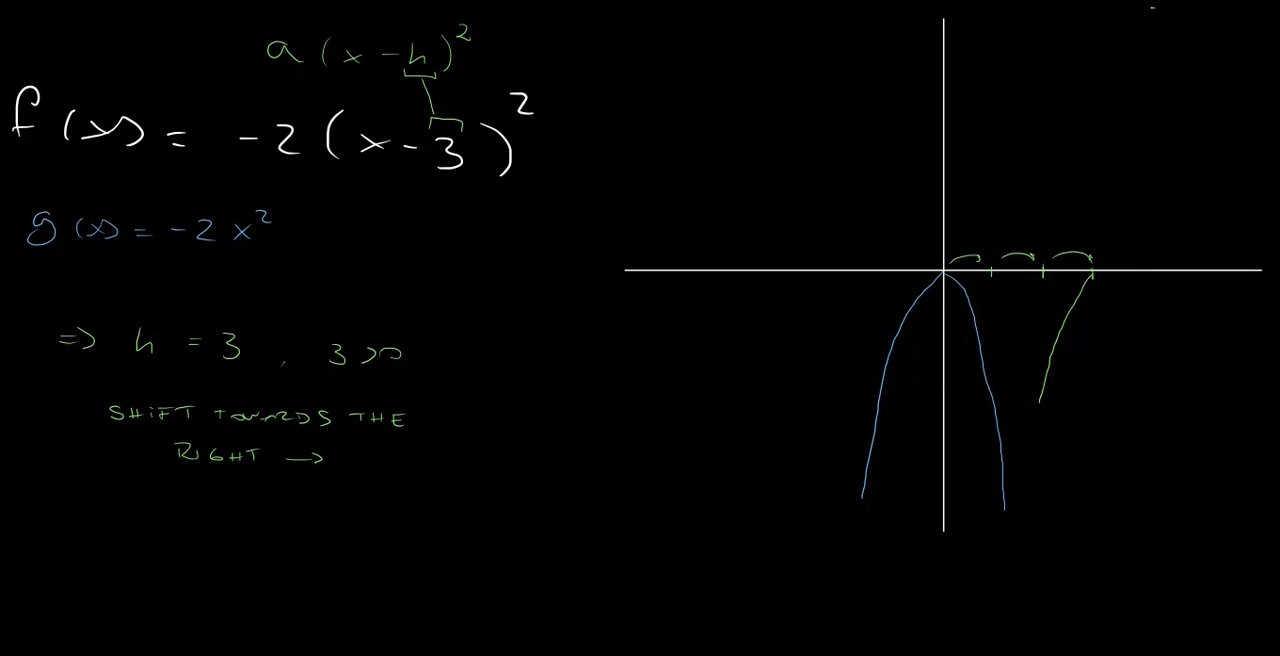 a(x-h)²
f(x) = -2(x-3)²
g(x) = -2x²
=> h = 3, 3>0
SHiFT TOWARDS THE
RIGHT →